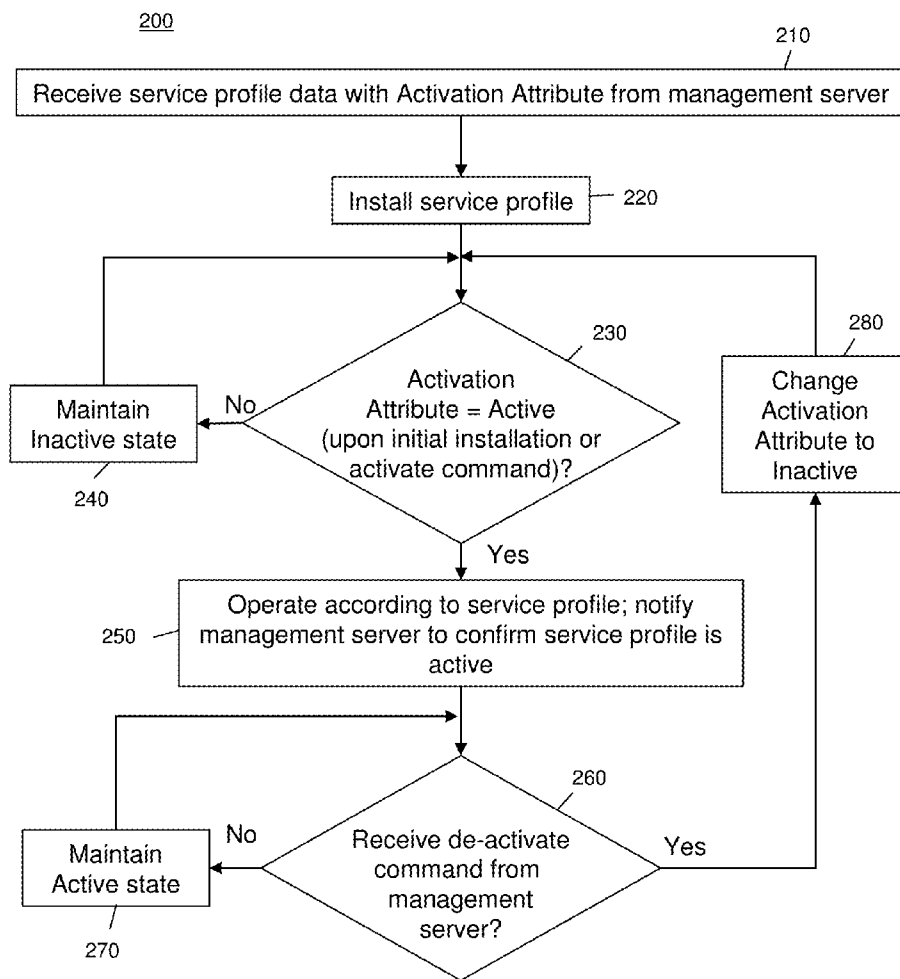 200
210
Receive service profile data with Activation Attribute from management server
Install service profile
220
230
280
Activation
Attribute = Active
(upon initial installation or
activate command)?
No
Maintain
Inactive state
240
Change
Activation
Attribute to
Inactive
Yes
250
Operate according to service profile; notify
management server to confirm service profile is
active
260
Receive de-activate
command from
management
server?
No
Yes
Maintain
Active state
270